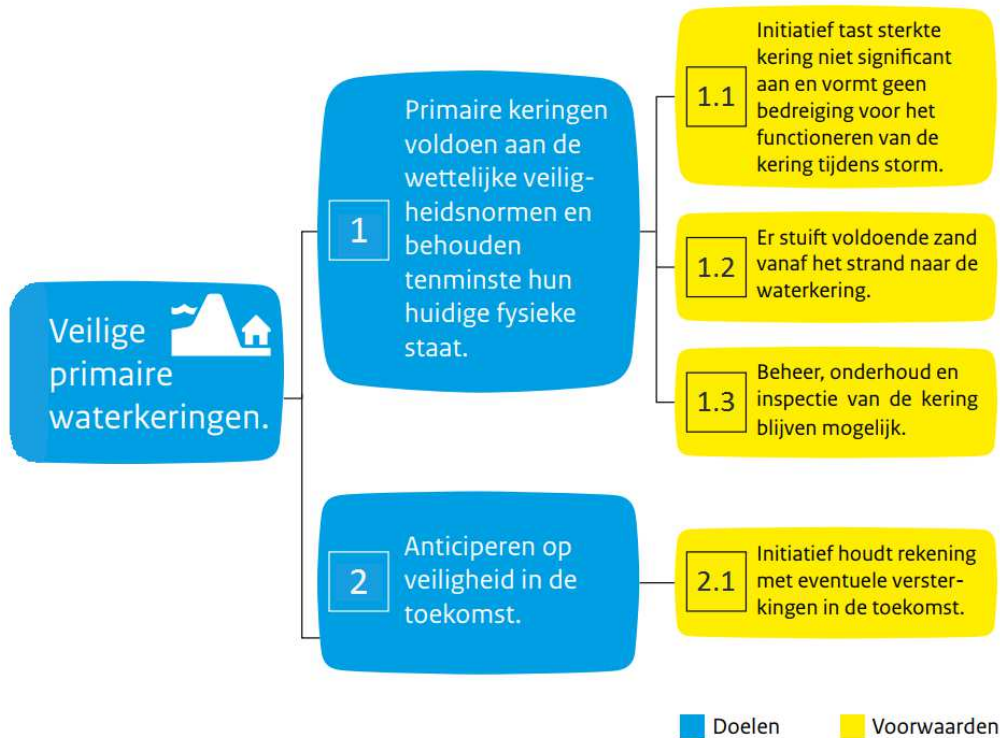 Veilige
primaire
waterkeringen.
1
Primaire keringen
voldoen aan de
wettelijke veilig-
heidsnormen en
behouden
tenminste hun
huidige fysieke
staat.
1.1
Initiatief tast sterkte
kering niet significant
aan en vormt geen
bedreiging voor het
functioneren van de
kering tijdens storm.
1.2
Er stuift voldoende zand
vanaf het strand naar de
waterkering.
1.3
Beheer, onderhoud en
inspectie van de kering
blijven mogelijk.
2
Anticiperen op
veiligheid in de
toekomst.
2.1
Initiatief houdt rekening
met eventuele verster-
kingen in de toekomst.
Doelen
Voorwaarden